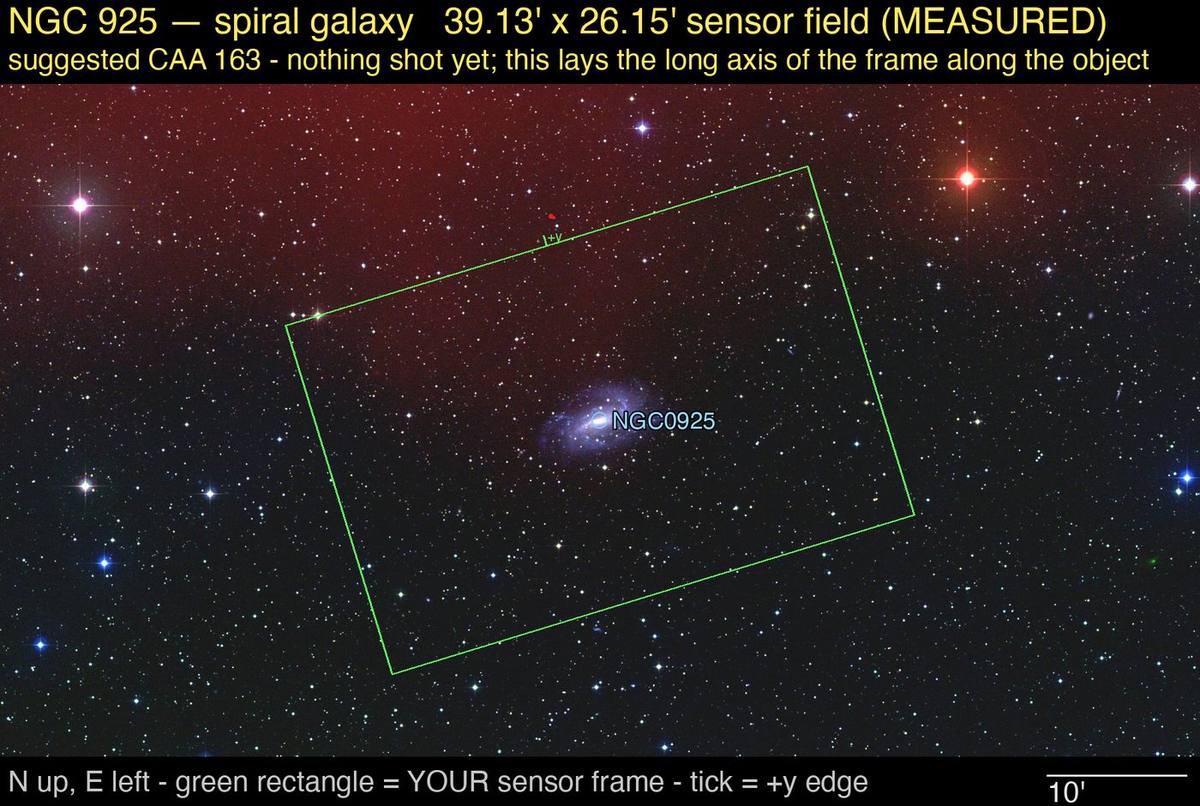 NGC 925 — spiral galaxy   39.13' x 26.15' sensor field (MEASURED)
suggested CAA 163 - nothing shot yet; this lays the long axis of the frame along the object
+y
NGC0925
N up, E left - green rectangle = YOUR sensor frame - tick = +y edge
10'